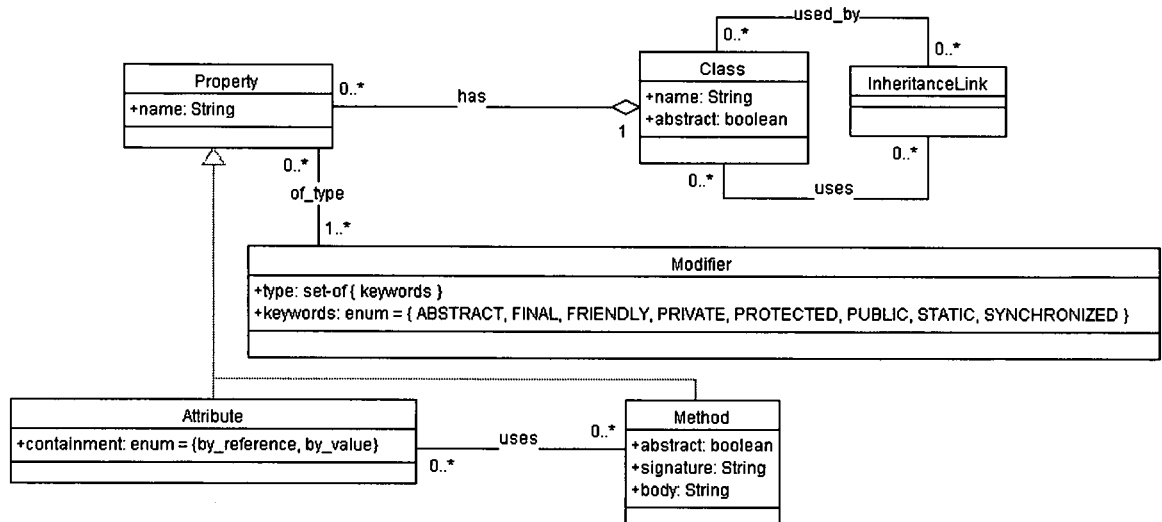 used_by
0..*
0..*
Class
+name: String
+abstract: boolean
InheritanceLink
Property
+name: String
0..*
has
1
0..*
uses
0..*
0..*
of_type
1..*
Modifier
+type: set-of { keywords }
+keywords: enum = { ABSTRACT, FINAL, FRIENDLY, PRIVATE, PROTECTED, PUBLIC, STATIC, SYNCHRONIZED }
Attribute
+containment: enum = {by_reference, by_value}
uses
0..*
0..*
Method
+abstract: boolean
+signature: String
+body: String